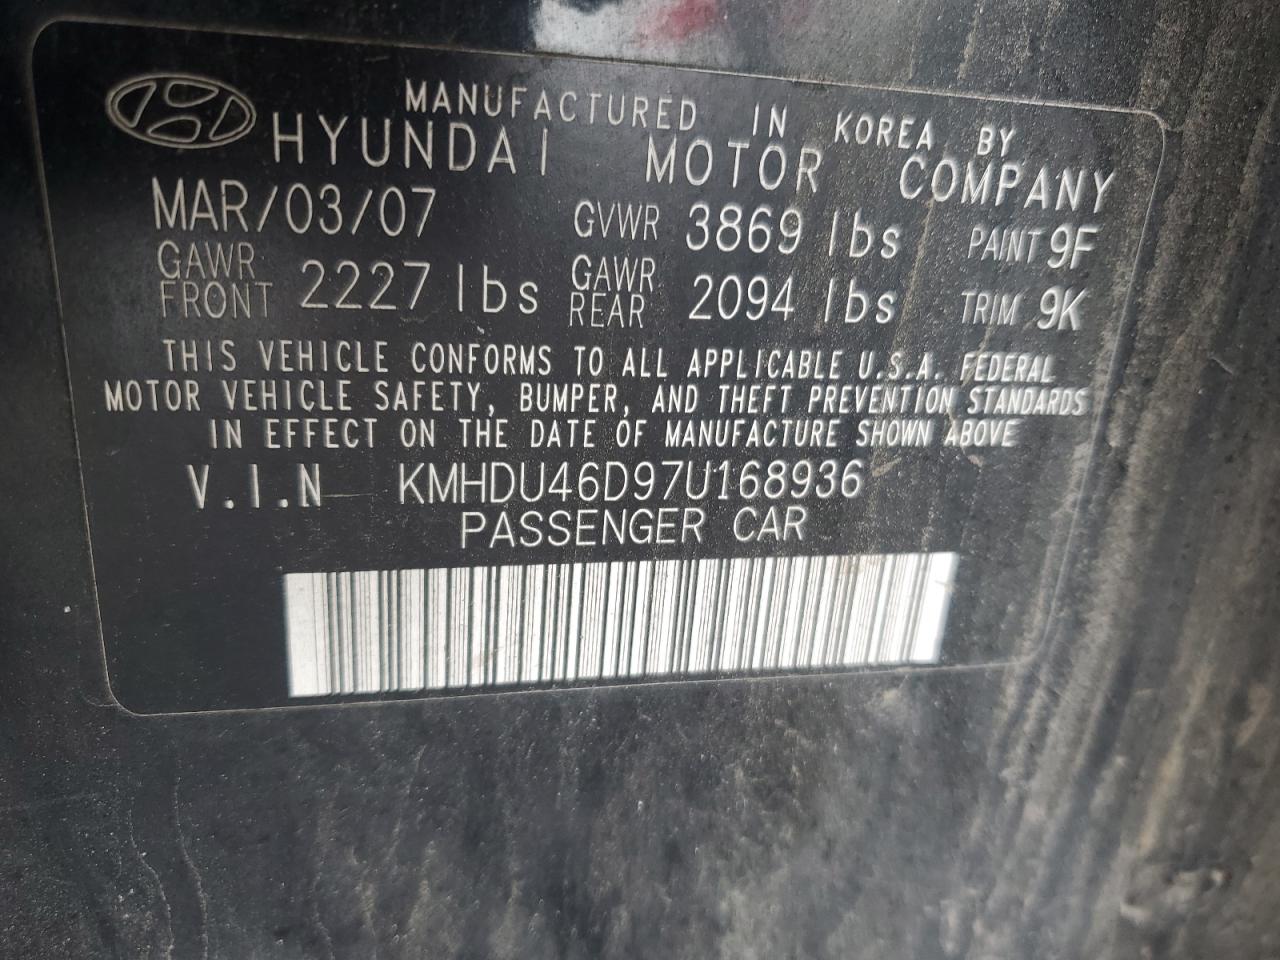 MANUFACTURED IN KOREA BY
HYUNDAI MOTOR COMPANY
MAR/03/07 GVWR 3869 lbs PAINT 9F
GAWR FRONT 2227 lbs GAWR REAR 2094 lbs TRIM 9K
THIS VEHICLE CONFORMS TO ALL APPLICABLE U.S.A. FEDERAL
MOTOR VEHICLE SAFETY, BUMPER, AND THEFT PREVENTION STANDARDS
IN EFFECT ON THE DATE OF MANUFACTURE SHOWN ABOVE
V.I.N KMHDU46D97U168936
PASSENGER CAR